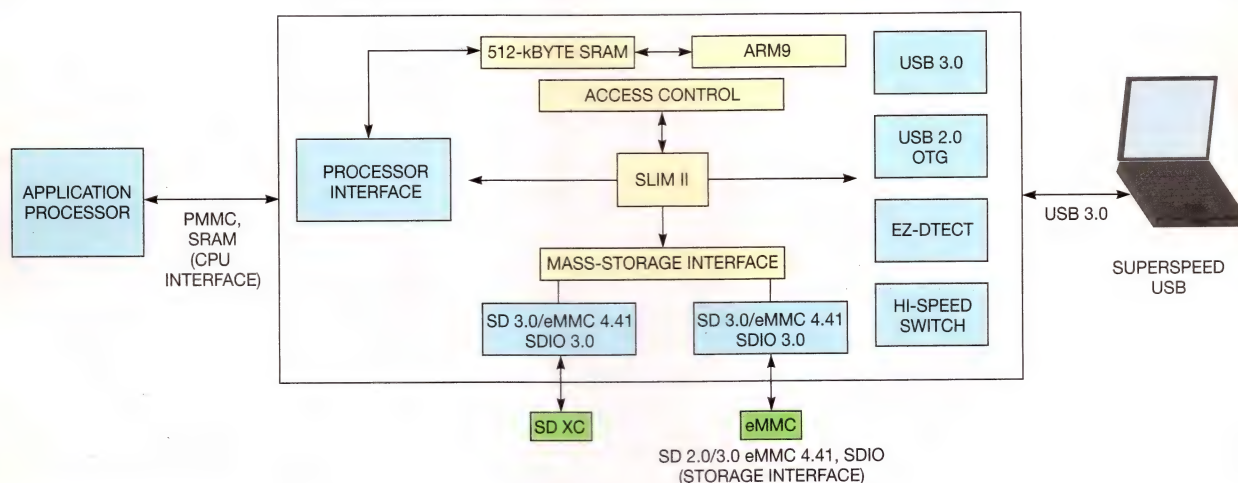 512-kBYTE SRAM
ARM9
ACCESS CONTROL
USB 3.0
APPLICATION
PROCESSOR
PMMC,
SRAM
(CPU
INTERFACE)
PROCESSOR
INTERFACE
SLIM II
USB 2.0
OTG
EZ-DTECT
HI-SPEED
SWITCH
USB 3.0
SUPERSPEED
USB
MASS-STORAGE INTERFACE
SD 3.0/eMMC 4.41
SDIO 3.0
SD 3.0/eMMC 4.41
SDIO 3.0
SD XC
eMMC
SD 2.0/3.0 eMMC 4.41, SDIO
(STORAGE INTERFACE)